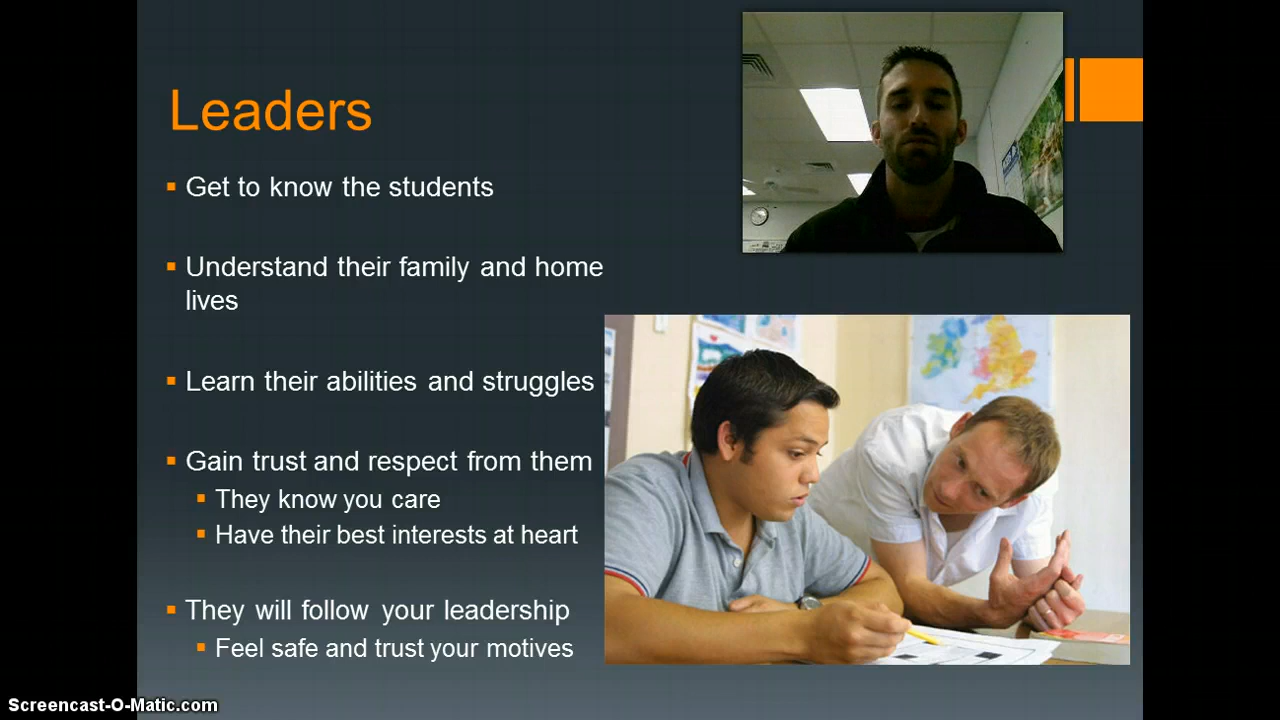 Leaders
Get to know the students
Understand their family and home
lives
Learn their abilities and struggles
Gain trust and respect from them
They know you care
Have their best interests at heart
They will follow your leadership
Feel safe and trust your motives
Screencast-O-Matic.com